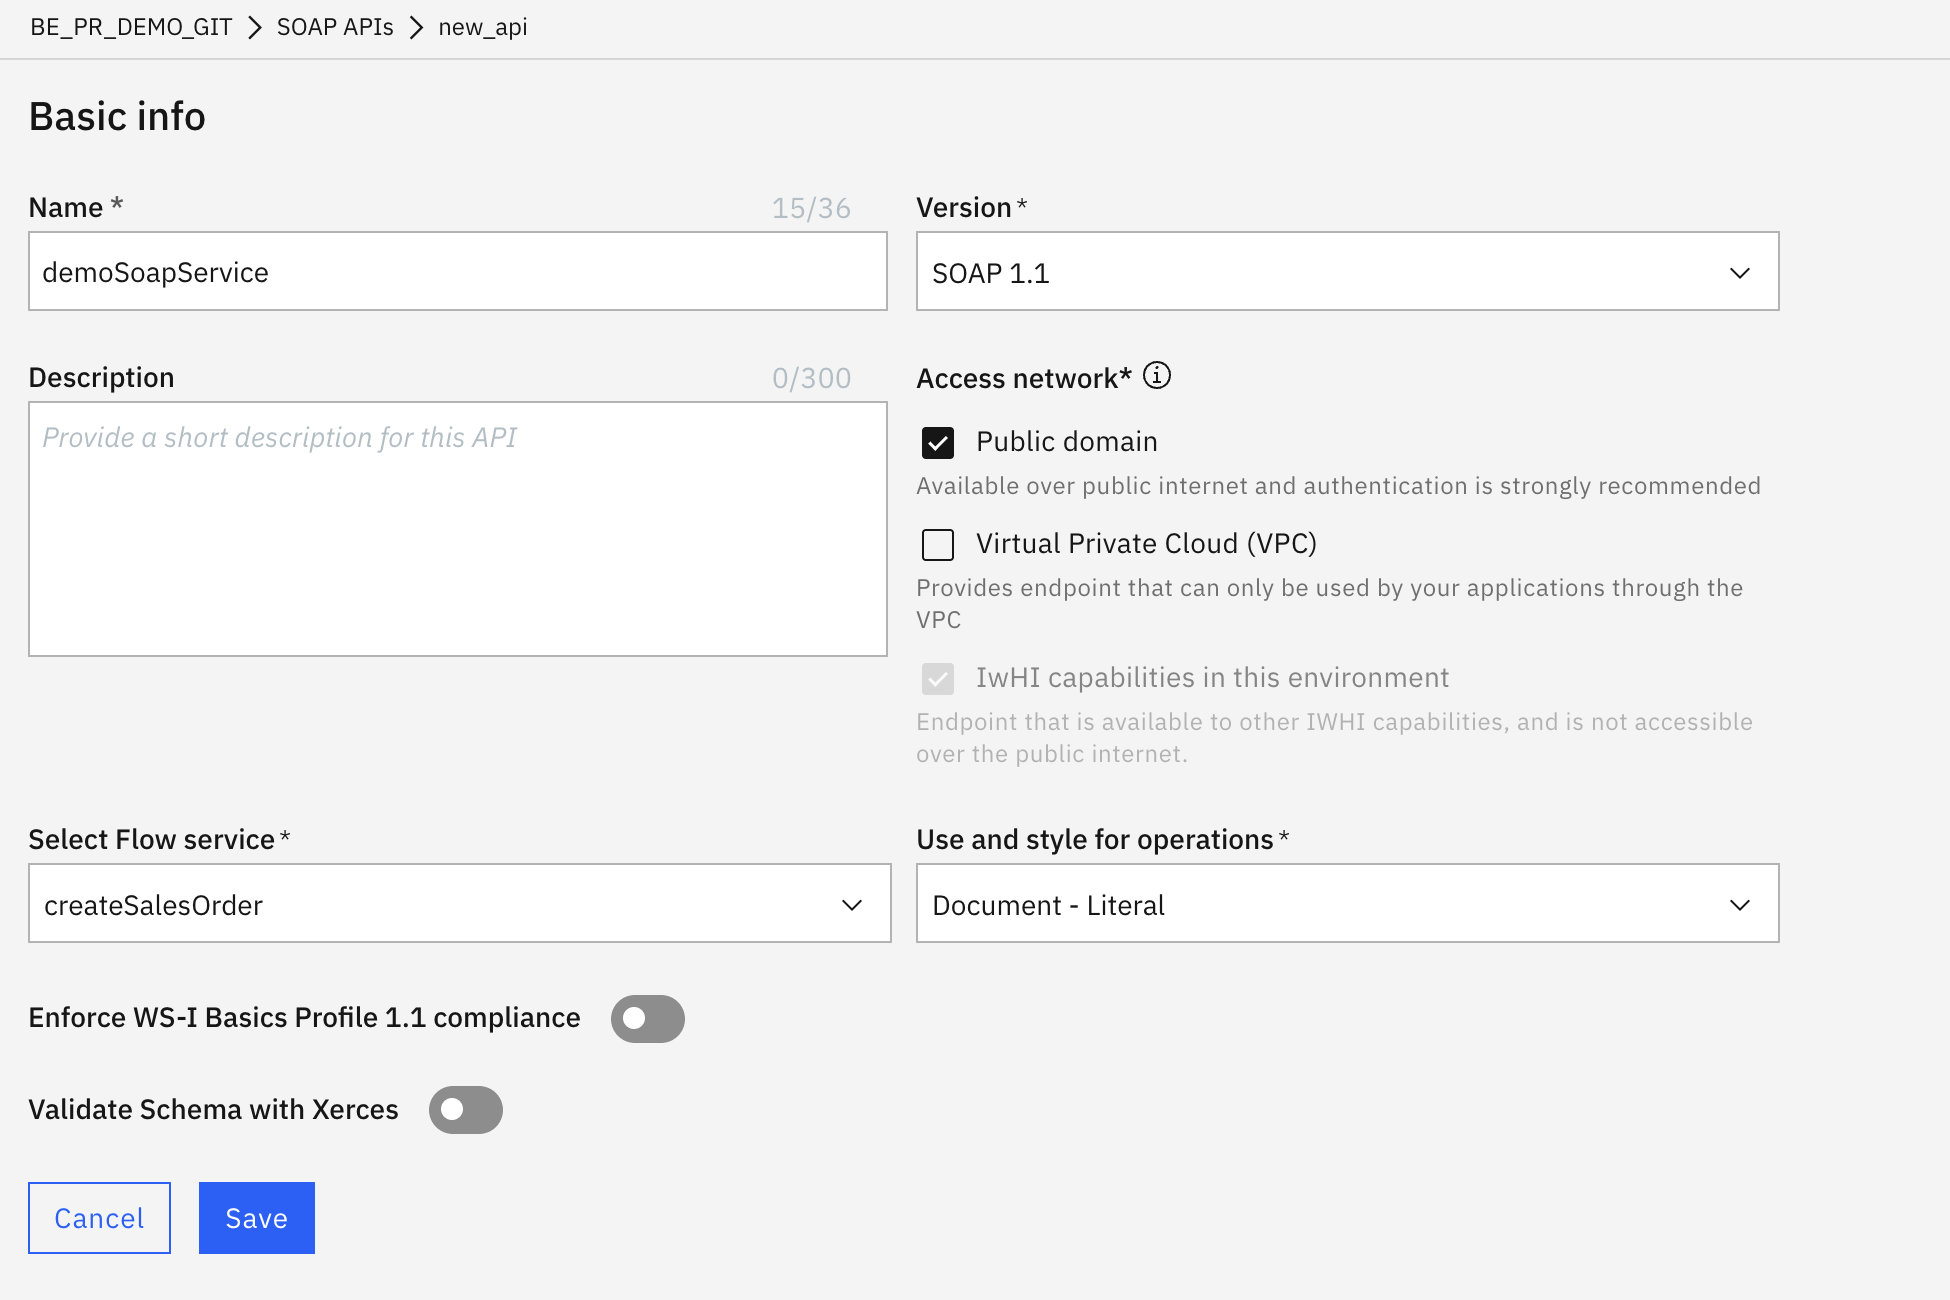 BE_PR_DEMO_GIT > SOAP APIs > new_api
Basic info
Name * 15/36
demoSoapService
Version *
SOAP 1.1
Description 0/300
Provide a short description for this API
Access network*
Public domain
Available over public internet and authentication is strongly recommended
Virtual Private Cloud (VPC)
Provides endpoint that can only be used by your applications through the
VPC
IwHI capabilities in this environment
Endpoint that is available to other IWHI capabilities, and is not accessible
over the public internet.
Select Flow service *
createSalesOrder
Use and style for operations *
Document - Literal
Enforce WS-I Basics Profile 1.1 compliance
Validate Schema with Xerces
Cancel
Save